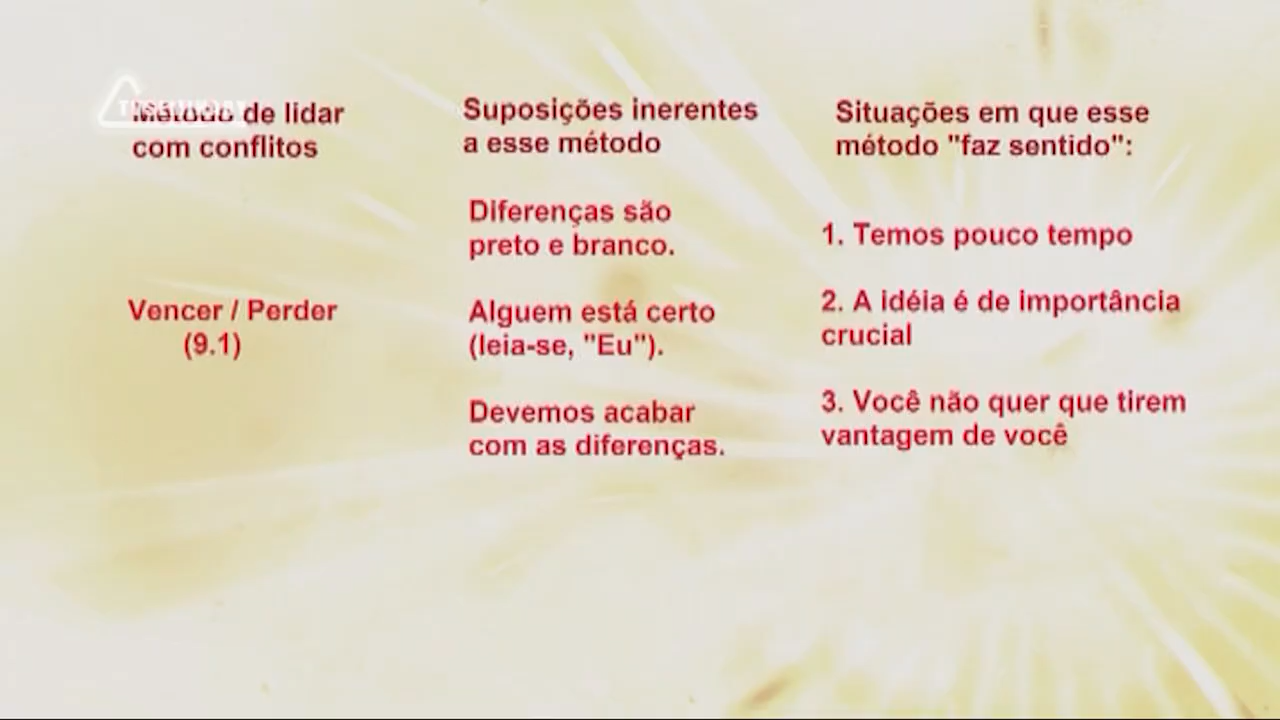 Método de lidar
com conflitos
Suposições inerentes
a esse método
Situações em que esse
método "faz sentido":
Vencer / Perder
(9.1)
Diferenças são
preto e branco.
Alguem está certo
(leia-se, "Eu").
Devemos acabar
com as diferenças.
1. Temos pouco tempo
2. A idéia é de importância
crucial
3. Você não quer que tirem
vantagem de você